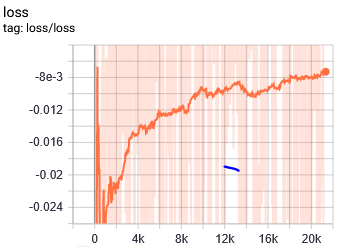 loss
tag: loss/loss
-8e-3
-0.012
-0.016
-0.02
-0.024
0 4k 8k 12k 16k 20k